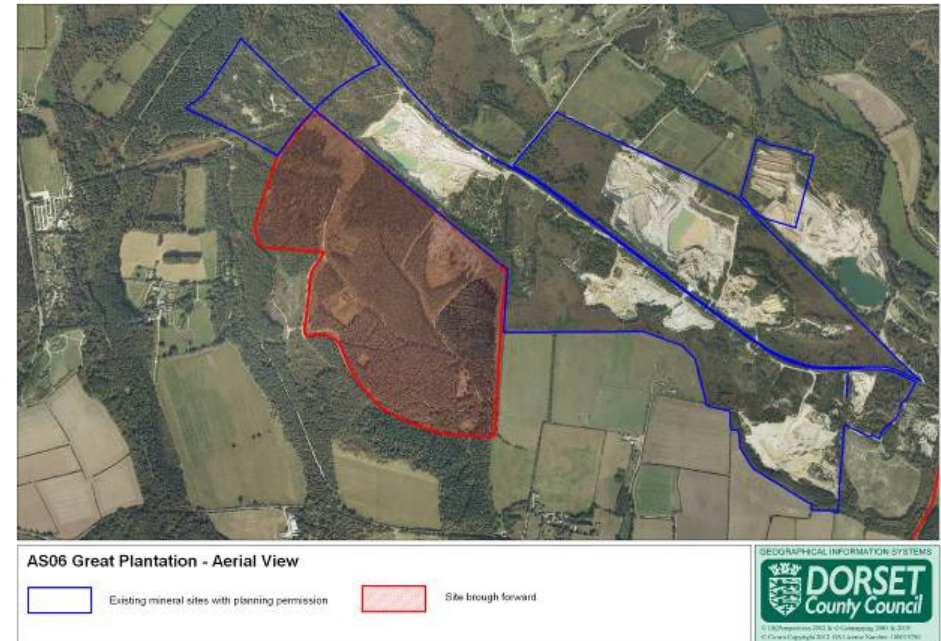 AS06 Great Plantation - Aerial View
Existing mineral sites with planning permission
Site brough forward
GEOGRAPHICAL INFORMATION SYSTEMS
DORSET
County Council